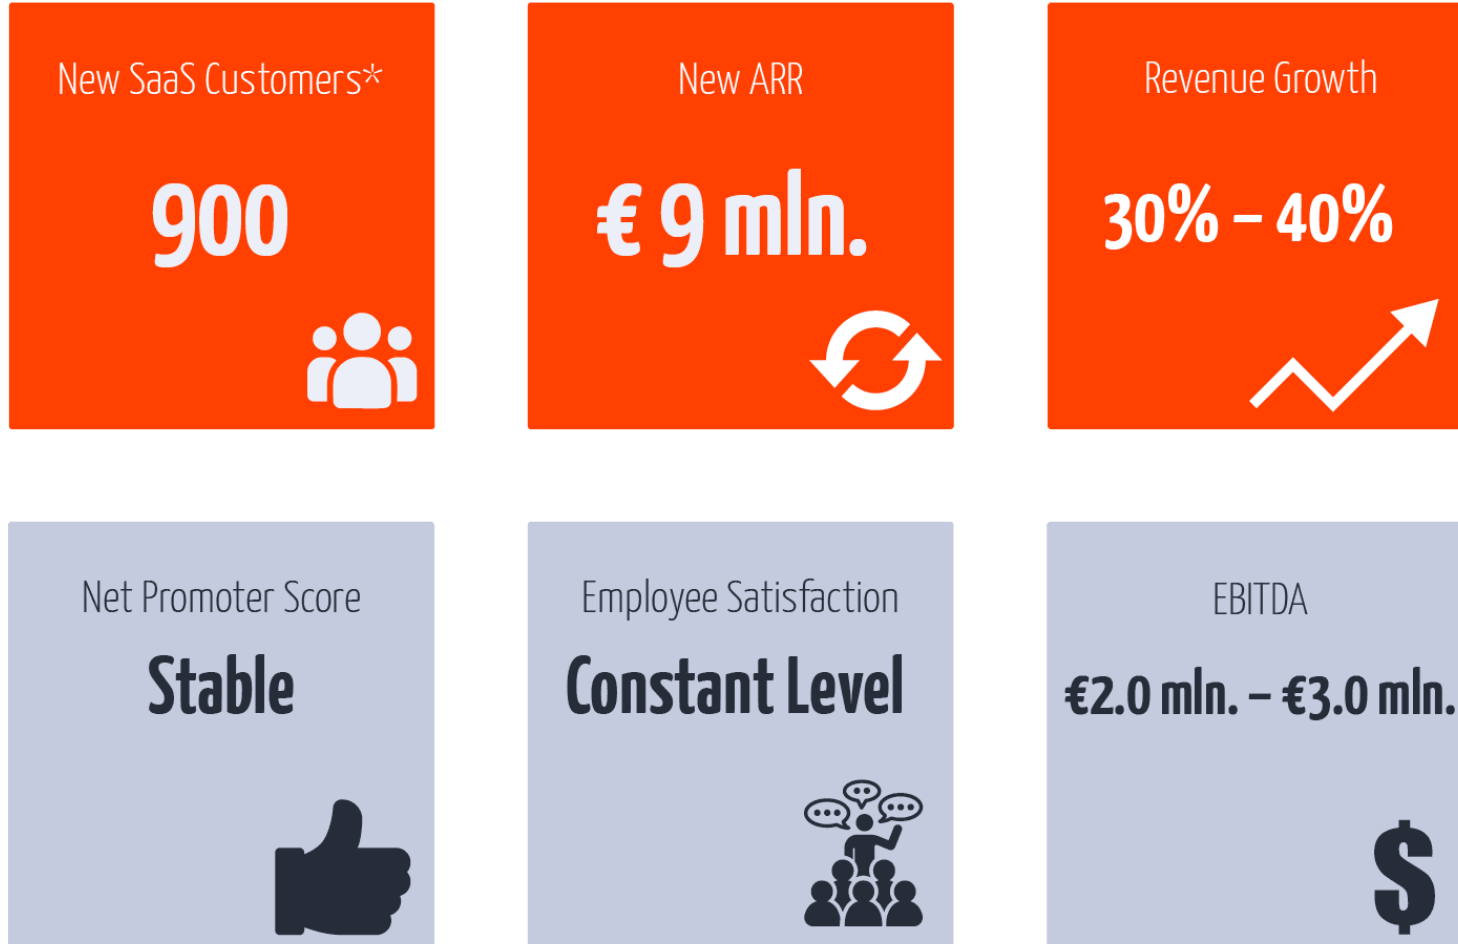 New SaaS Customers*
900
New ARR
€ 9 mln.
Revenue Growth
30% – 40%
Net Promoter Score
Stable
Employee Satisfaction
Constant Level
EBITDA
€2.0 mln. – €3.0 mln.
$